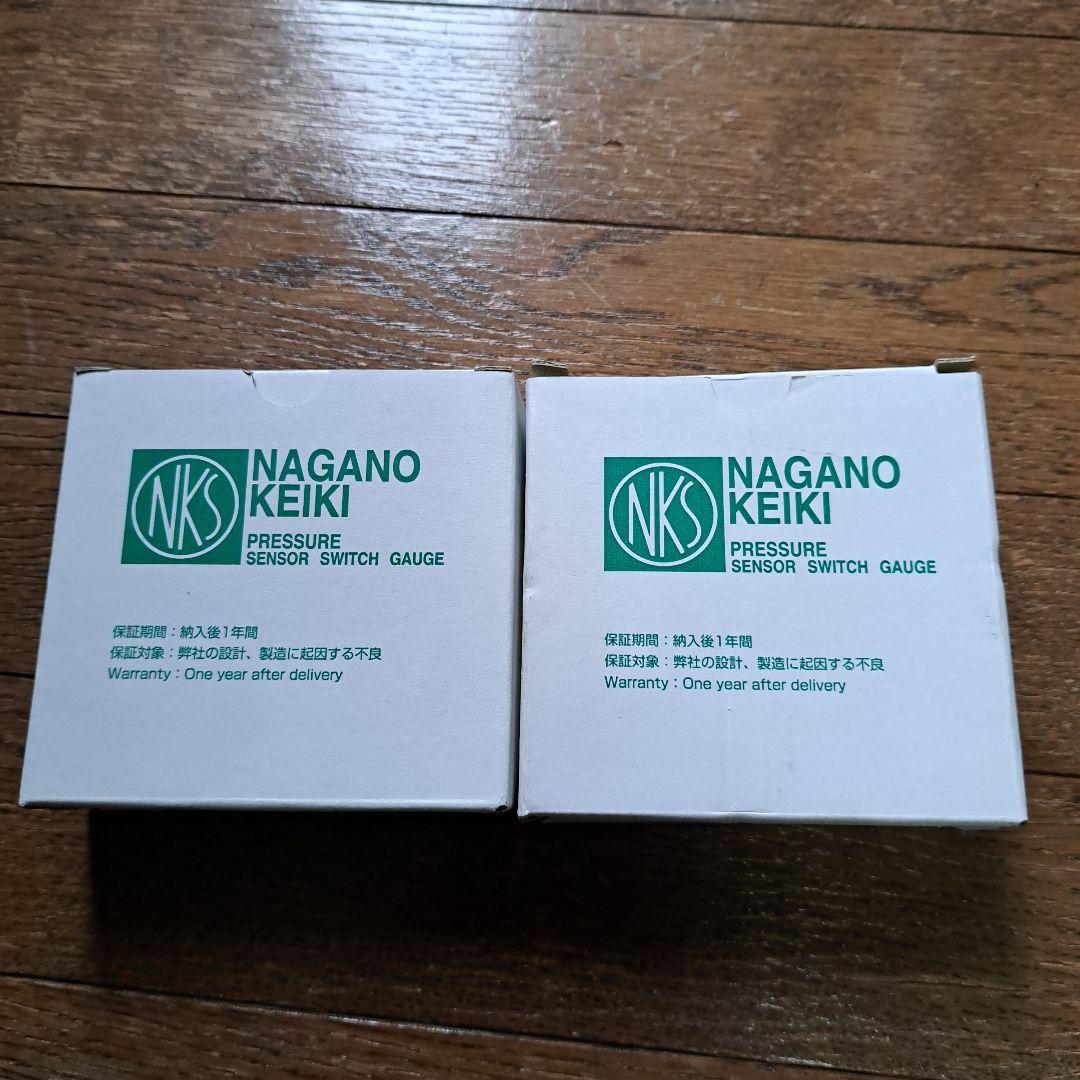 NKS
NAGANO
KEIKI
PRESSURE
SENSOR SWITCH GAUGE
保証期間：納入後1年間
保証対象：弊社の設計、製造に起因する不良
Warranty：One year after delivery
NKS
NAGANO
KEIKI
PRESSURE
SENSOR SWITCH GAUGE
保証期間：納入後1年間
保証対象：弊社の設計、製造に起因する不良
Warranty：One year after delivery